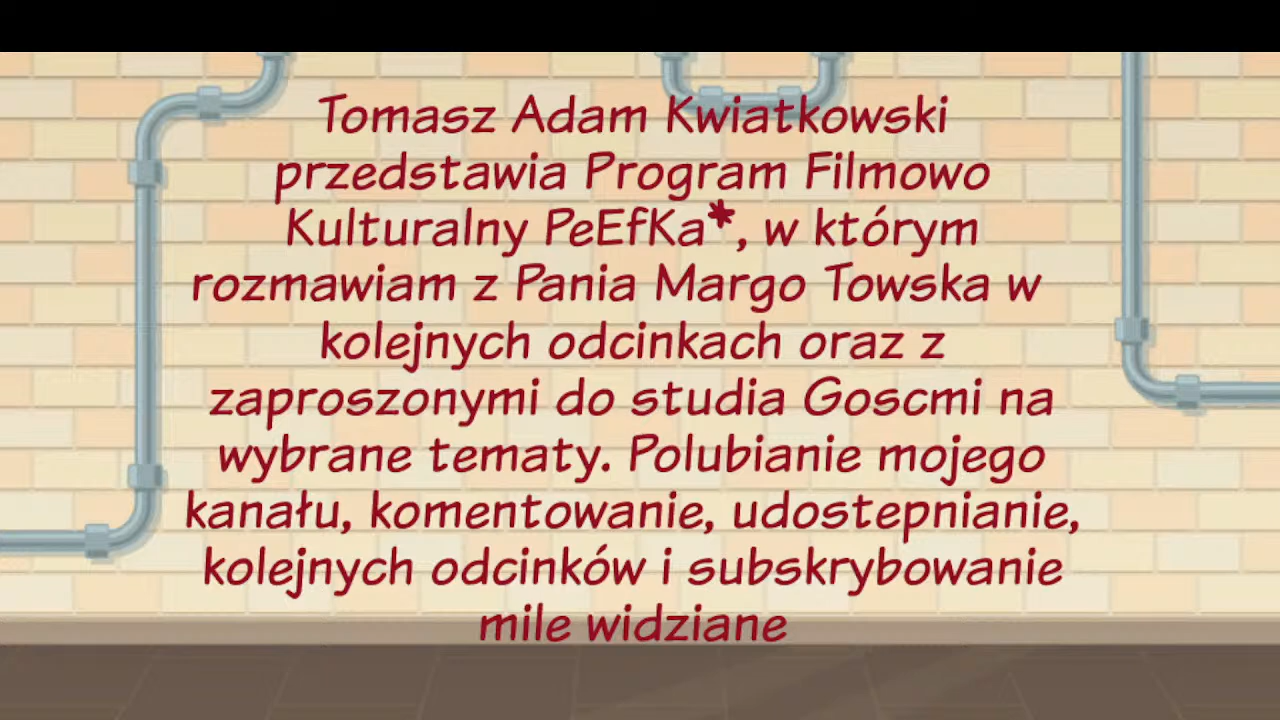 Tomasz Adam Kwiatkowski
przedstawia Program Filmowo
Kulturalny PeEfKa*, w którym
rozmawiam z Pania Margo Towska w
kolejnych odcinkach oraz z
zaproszonymi do studia Goscmi na
wybrane tematy. Polubianie mojego
kanału, komentowanie, udostepnianie,
kolejnych odcinków i subskrybowanie
mile widziane